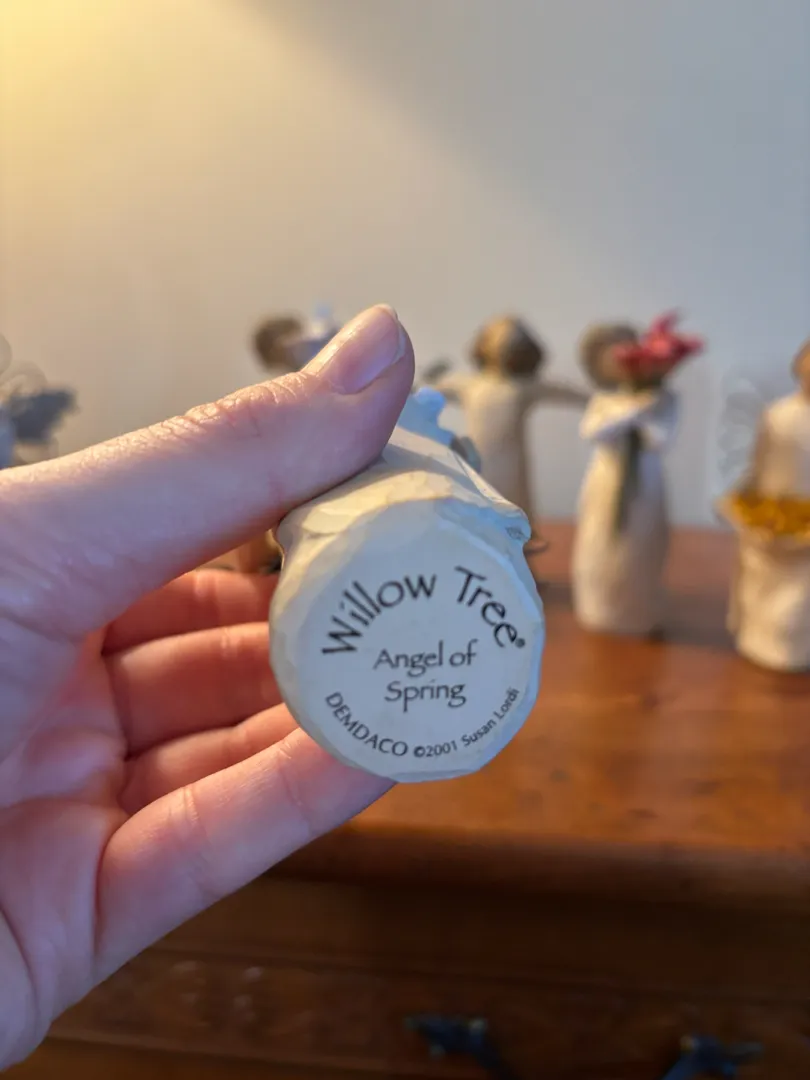 Willow Tree®
Angel of
Spring
DEMDACO ©2001 Susan Lordi